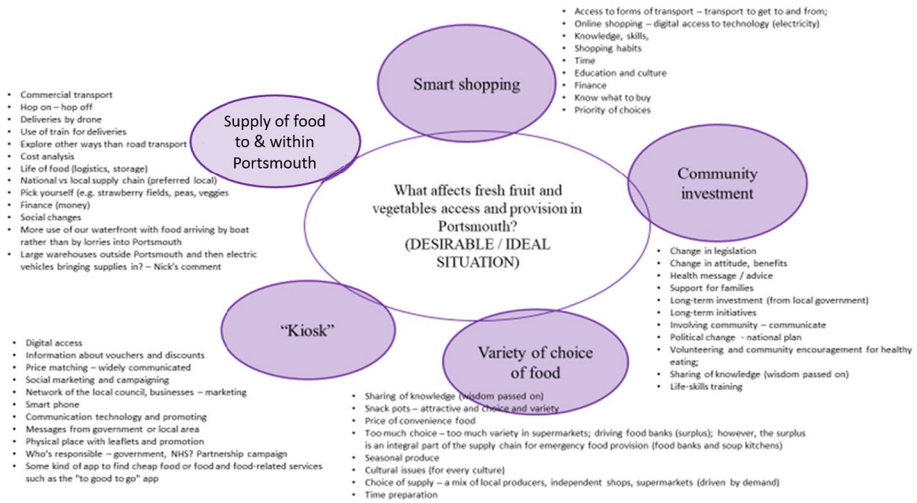 Smart shopping
• Access to forms of transport – transport to get to and from;
• Online shopping – digital access to technology (electricity)
• Knowledge, skills,
• Shopping habits
• Time
• Education and culture
• Finance
• Know what to buy
• Priority of choices
Supply of food
to & within
Portsmouth
• Commercial transport
• Hop on – hop off
• Deliveries by drone
• Use of train for deliveries
• Explore other ways than road transport
• Cost analysis
• Life of food (logistics, storage)
• National vs local supply chain (preferred local)
• Pick yourself (e.g. strawberry fields, peas, veggies
• Finance (money)
• Social changes
• More use of our waterfront with food arriving by boat
rather than by lorries into Portsmouth
• Large warehouses outside Portsmouth and then electric
vehicles bringing supplies in? – Nick's comment
What affects fresh fruit and
vegetables access and provision in
Portsmouth?
(DESIRABLE / IDEAL
SITUATION)
Community
investment
• Change in legislation
• Change in attitude, benefits
• Health message / advice
• Support for families
• Long-term investment (from local government)
• Long-term initiatives
• Involving community – communicate
• Political change - national plan
• Volunteering and community encouragement for healthy
eating;
• Sharing of knowledge (wisdom passed on)
• Life-skills training
"Kiosk"
• Digital access
• Information about vouchers and discounts
• Price matching – widely communicated
• Social marketing and campaigning
• Network of the local council, businesses – marketing
• Smart phone
• Communication technology and promoting
• Messages from government or local area
• Physical place with leaflets and promotion
• Who's responsible – government, NHS? Partnership campaign
• Some kind of app to find cheap food or food and food-related services
such as the "to good to go" app
Variety of choice
of food
• Sharing of knowledge (wisdom passed on)
• Snack pots – attractive and choice and variety
• Price of convenience food
• Too much choice – too much variety in supermarkets; driving food banks (surplus); however, the surplus
is an integral part of the supply chain for emergency food provision (food banks and soup kitchens)
• Seasonal produce
• Cultural issues (for every culture)
• Choice of supply – a mix of local producers, independent shops, supermarkets (driven by demand)
• Time preparation